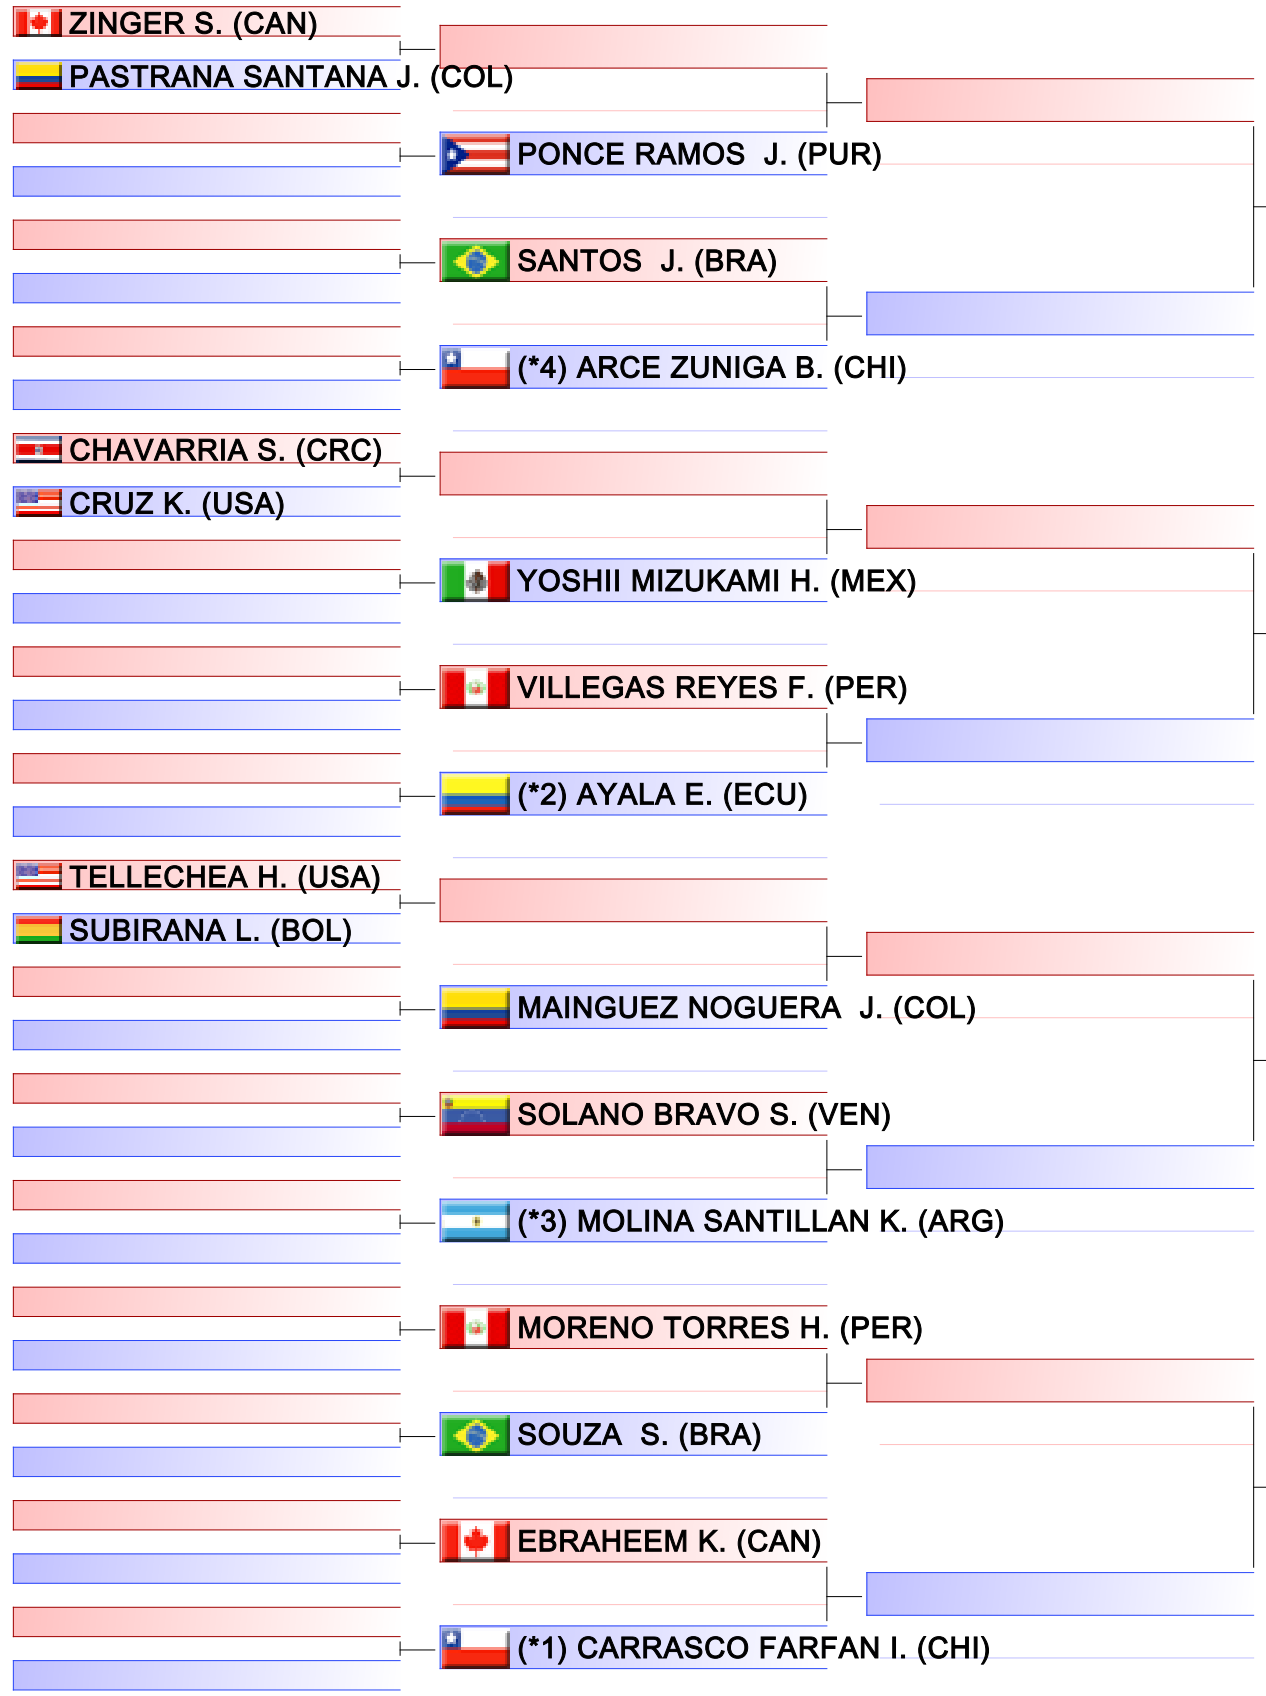 ZINGER S. (CAN)
PASTRANA SANTANA J. (COL)
PONCE RAMOS  J. (PUR)
SANTOS  J. (BRA)
(*4) ARCE ZUNIGA B. (CHI)
CHAVARRIA S. (CRC)
CRUZ K. (USA)
YOSHII MIZUKAMI H. (MEX)
VILLEGAS REYES F. (PER)
(*2) AYALA E. (ECU)
TELLECHEA H. (USA)
SUBIRANA L. (BOL)
MAINGUEZ NOGUERA  J. (COL)
SOLANO BRAVO S. (VEN)
(*3) MOLINA SANTILLAN K. (ARG)
MORENO TORRES H. (PER)
SOUZA  S. (BRA)
EBRAHEEM K. (CAN)
(*1) CARRASCO FARFAN I. (CHI)